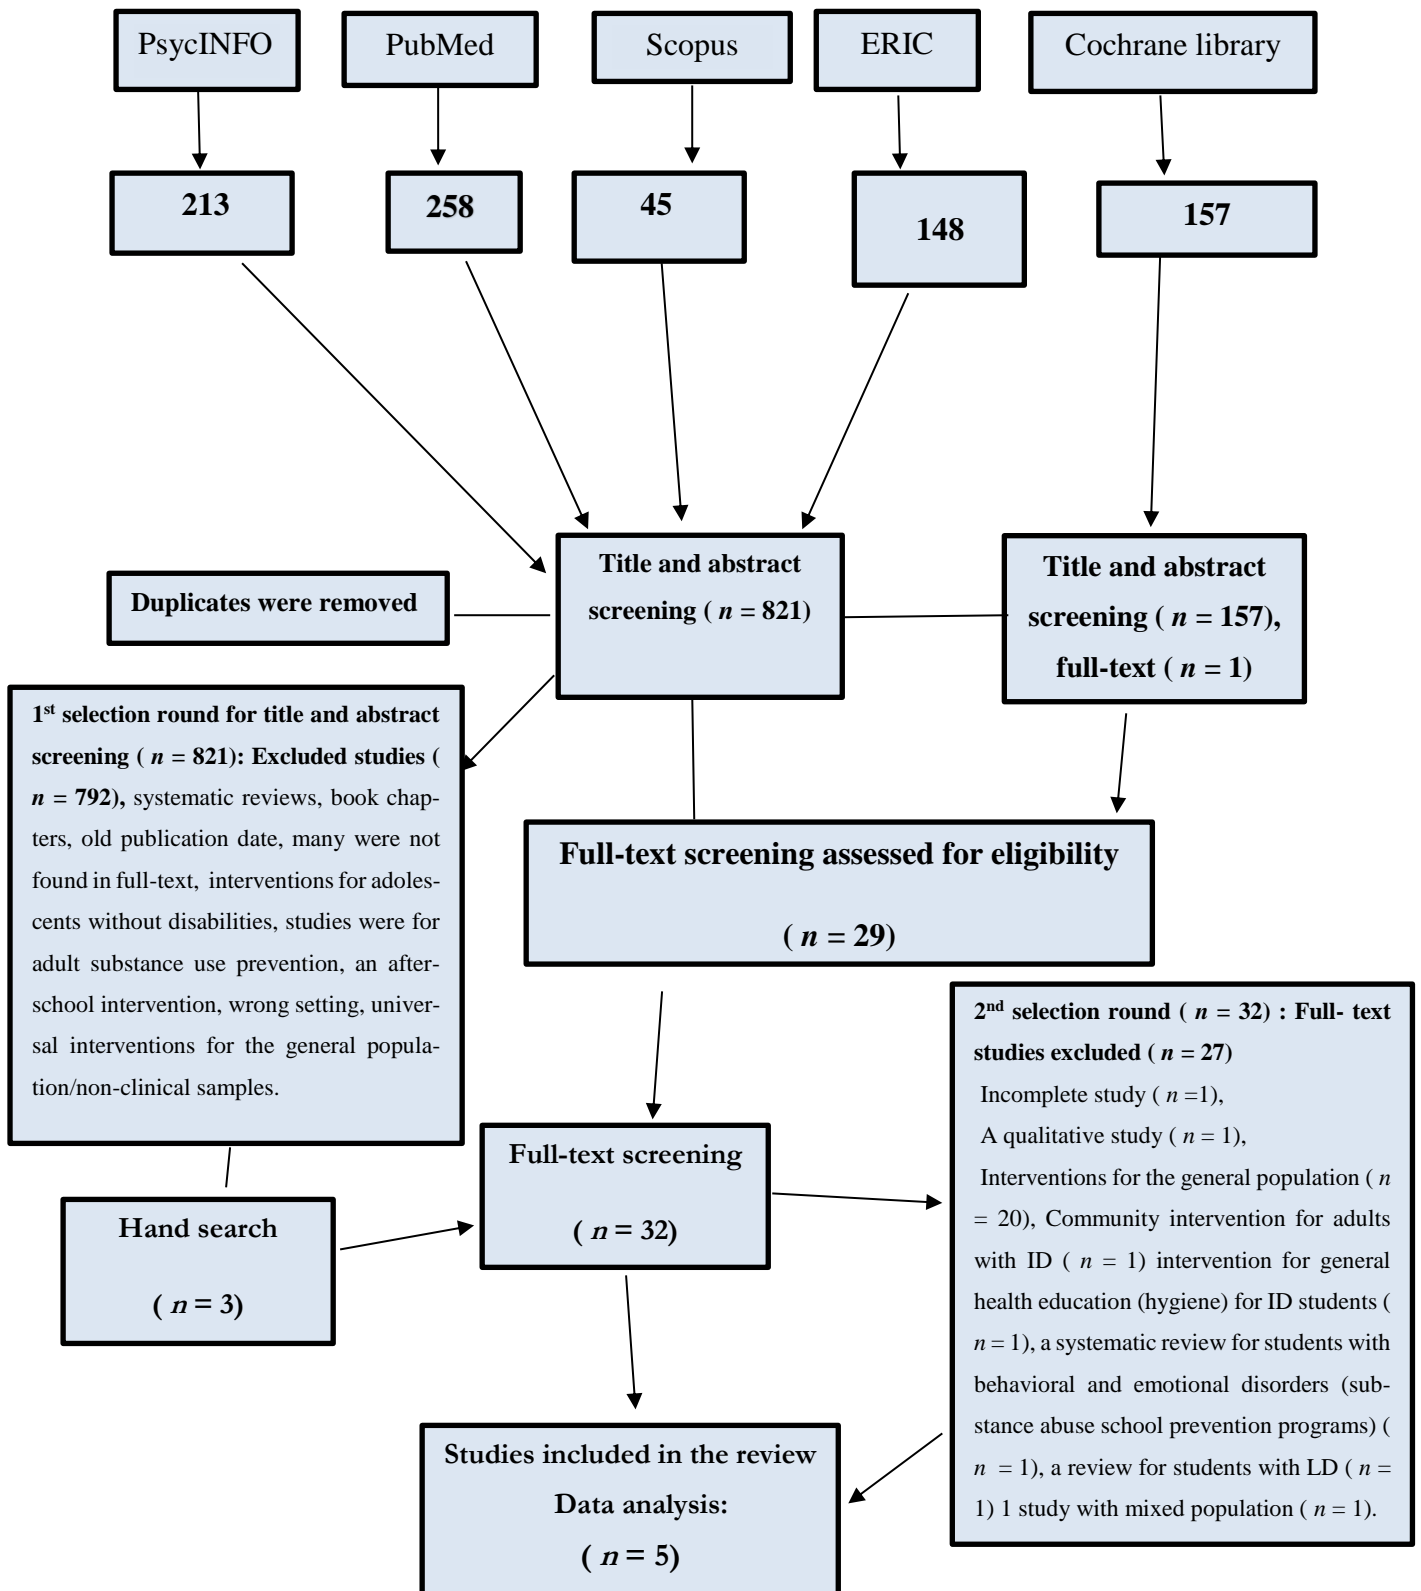 PsycINFO
PubMed
Scopus
ERIC
Cochrane library
213
258
45
148
157
Title and abstract
screening ( n = 821)
Title and abstract
screening ( n = 157),
full-text ( n = 1)
Duplicates were removed
1st selection round for title and abstract
screening ( n = 821): Excluded studies (
n = 792), systematic reviews, book chap-
ters, old publication date, many were not
found in full-text, interventions for adoles-
cents without disabilities, studies were for
adult substance use prevention, an after-
school intervention, wrong setting, univer-
sal interventions for the general popula-
tion/non-clinical samples.
Full-text screening assessed for eligibility
( n = 29)
2nd selection round ( n = 32) : Full- text
studies excluded ( n = 27)
Incomplete study ( n =1),
A qualitative study ( n = 1),
Interventions for the general population ( n
= 20), Community intervention for adults
with ID ( n = 1) intervention for general
health education (hygiene) for ID students (
n = 1), a systematic review for students with
behavioral and emotional disorders (sub-
stance abuse school prevention programs) (
n = 1), a review for students with LD ( n =
1) 1 study with mixed population ( n = 1).
Full-text screening
( n = 32)
Hand search
( n = 3)
Studies included in the review
Data analysis:
( n = 5)